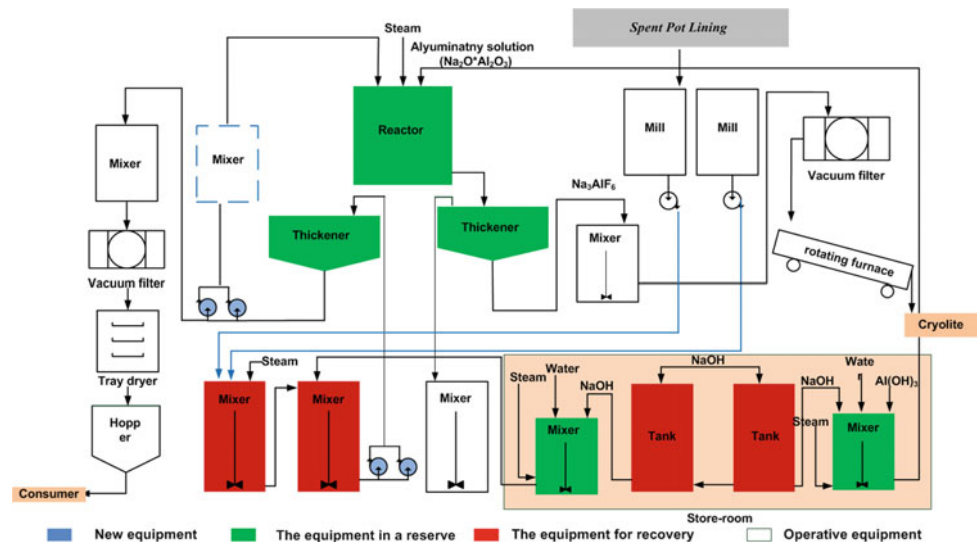 Spent Pot Lining
Steam
Alyuminatny solution
(Na₂O*Al₂O₃)
Mixer
Mixer
Reactor
Mill
Mill
Vacuum filter
Na₃AlF₆
Thickener
Thickener
Mixer
rotating furnace
Vacuum filter
Cryolite
Tray dryer
Steam
Mixer
Mixer
Mixer
Hopp
er
Consumer
Steam
Water
NaOH
NaOH
NaOH
Wate
r
Al(OH)₃
Steam
Mixer
Tank
Tank
Mixer
Store-room
New equipment
The equipment in a reserve
The equipment for recovery
Operative equipment